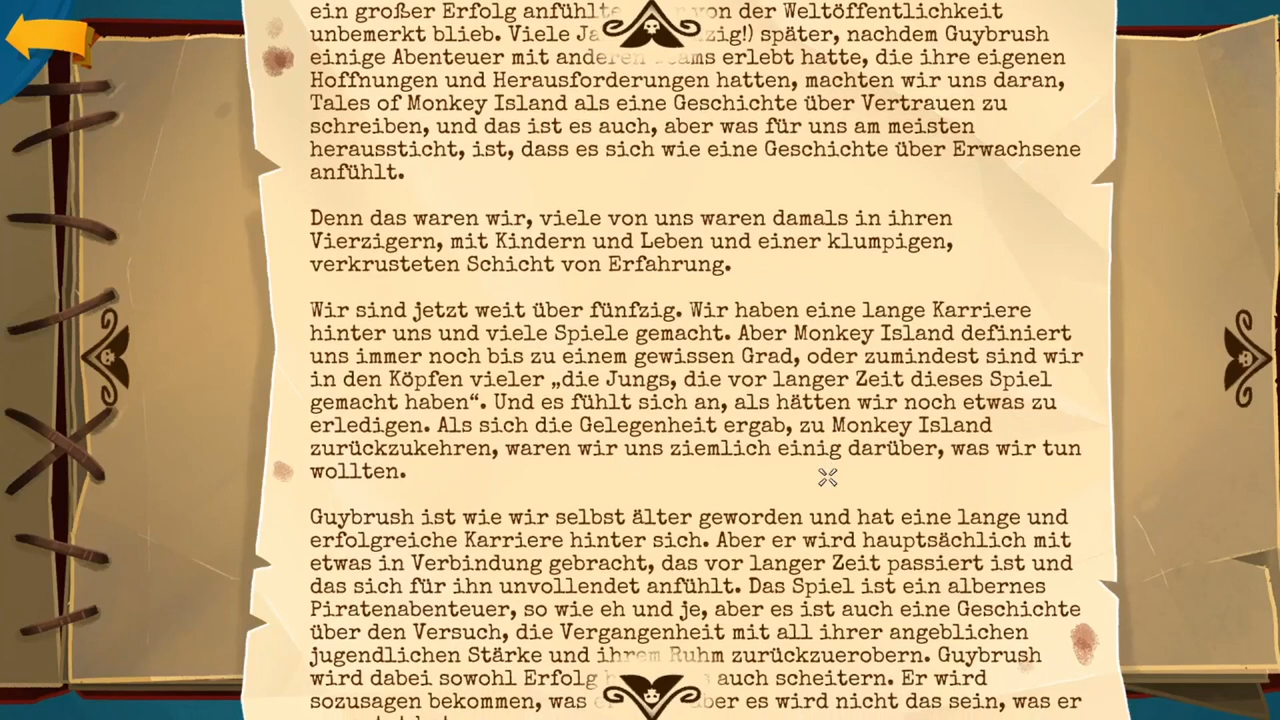 ein großer Erfolg anfühlte von der Weltöffentlichkeit
unbemerkt blieb. Viele später, nachdem Guybrush
einige Abenteuer mit anderen erlebt hatte, die ihre eigenen
Hoffnungen und Herausforderungen hatten, machten wir uns daran,
Tales of Monkey Island als eine Geschichte über Vertrauen zu
schreiben, und das ist es auch, aber was für uns am meisten
heraussticht, ist, dass es sich wie eine Geschichte über Erwachsene
anfühlt.
Denn das waren wir, viele von uns waren damals in ihren
Vierzigern, mit Kindern und Leben und einer klumpigen,
verkrusteten Schicht von Erfahrung.
Wir sind jetzt weit über fünfzig. Wir haben eine lange Karriere
hinter uns und viele Spiele gemacht. Aber Monkey Island definiert
uns immer noch bis zu einem gewissen Grad, oder zumindest sind wir
in den Köpfen vieler „die Jungs, die vor langer Zeit dieses Spiel
gemacht haben“. Und es fühlt sich an, als hätten wir noch etwas zu
erledigen. Als sich die Gelegenheit ergab, zu Monkey Island
zurückzukehren, waren wir uns ziemlich einig darüber, was wir tun
wollten.
Guybrush ist wie wir selbst älter geworden und hat eine lange und
erfolgreiche Karriere hinter sich. Aber er wird hauptsächlich mit
etwas in Verbindung gebracht, das vor langer Zeit passiert ist und
das sich für ihn unvollendet anfühlt. Das Spiel ist ein albernes
Piratenabenteuer, so wie eh und je, aber es ist auch eine Geschichte
über den Versuch, die Vergangenheit mit all ihrer angeblichen
jugendlichen Stärke und ihrem Ruhm zurückzuerobern. Guybrush
wird dabei sowohl Erfolg auch scheitern. Er wird
sozusagen bekommen, was aber es wird nicht das sein, was er